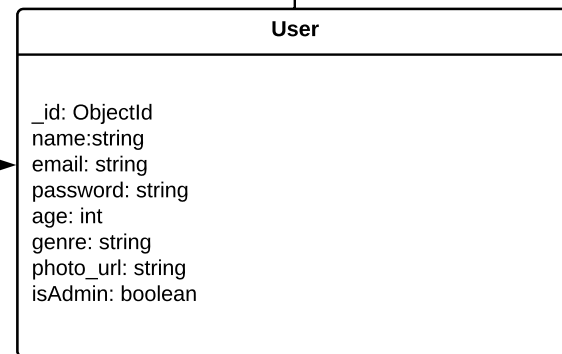 User
_id: ObjectId
name:string
email: string
password: string
age: int
genre: string
photo_url: string
isAdmin: boolean